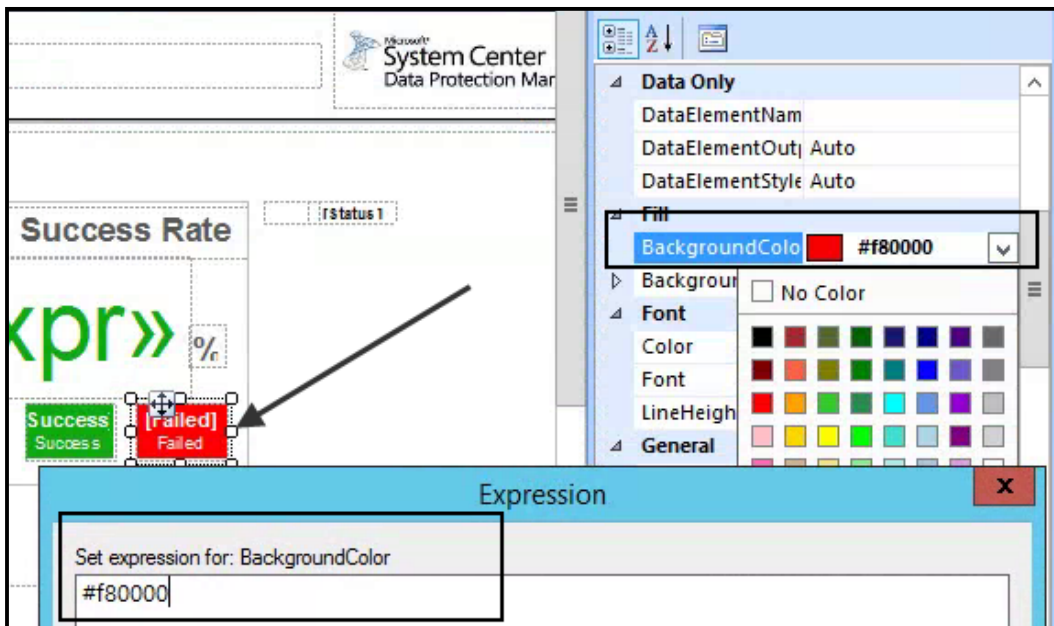 Microsoft
System Center
Data Protection Mar
Success Rate
[Status1
xpr»
%
Success
Success
[Failed]
Failed
Data Only
DataElementNam
DataElementOutp Auto
DataElementStyle Auto
Fill
BackgroundColo #f80000
Backgrour
No Color
Font
Color
Font
LineHeigh
General
Expression
x
Set expression for: BackgroundColor
#f80000